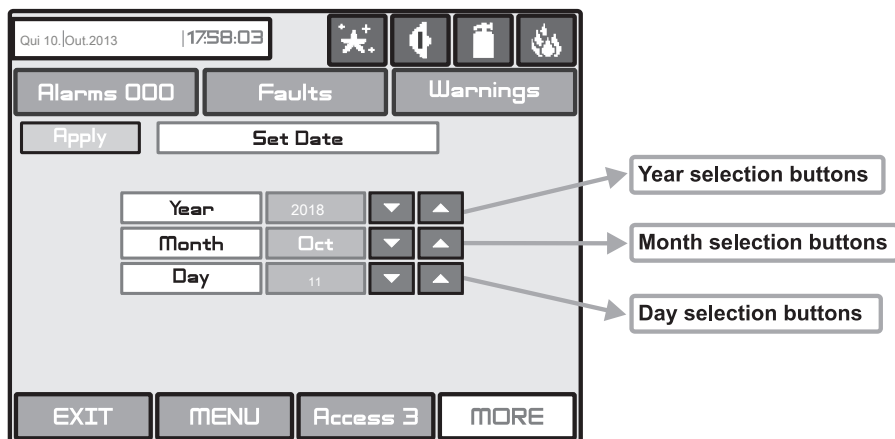 Qui 10. Out.2013 17:58:03
Alarms 000 Faults Warnings
Apply Set Date
Year 2018
Month Oct
Day 11
Year selection buttons
Month selection buttons
Day selection buttons
EXIT MENU Access 3 MORE